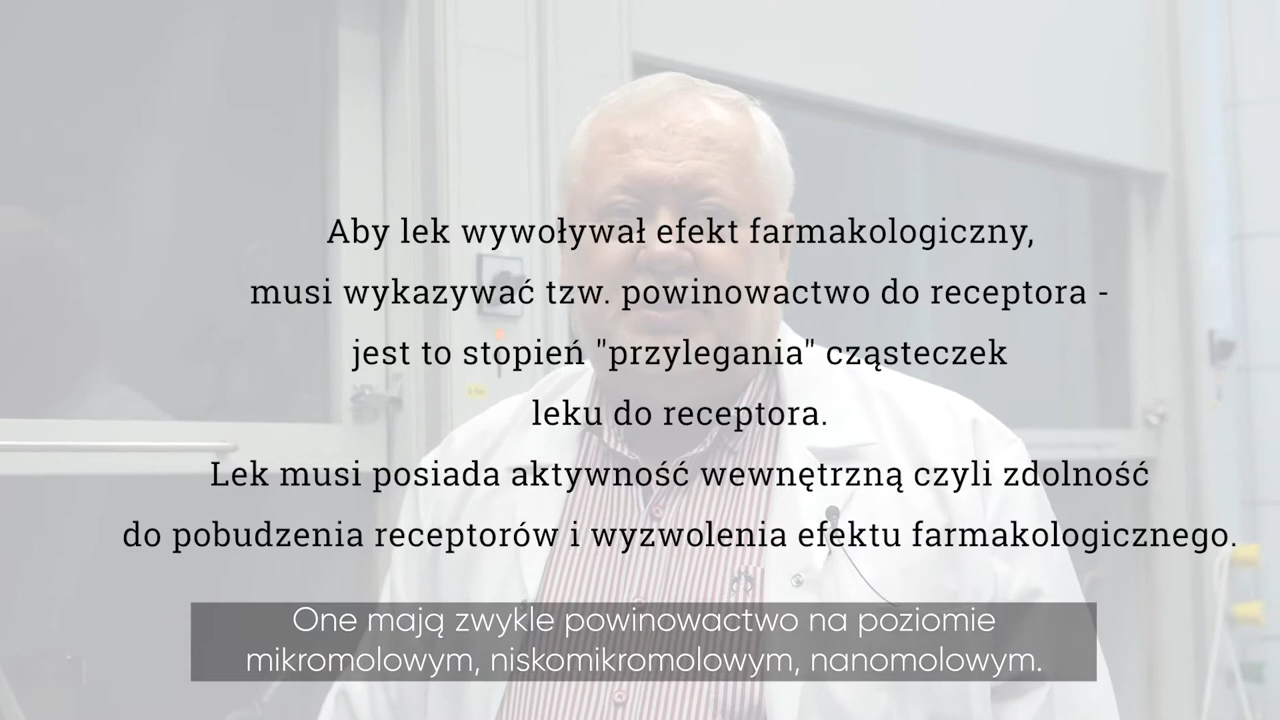 Aby lek wywoływał efekt farmakologiczny,
musi wykazywać tzw. powinowactwo do receptora -
jest to stopień "przylegania" cząsteczek
leku do receptora.
Lek musi posiada aktywność wewnętrzną czyli zdolność
do pobudzenia receptorów i wyzwolenia efektu farmakologicznego.
One mają zwykle powinowactwo na poziomie
mikromolowym, niskomikromolowym, nanomolowym.